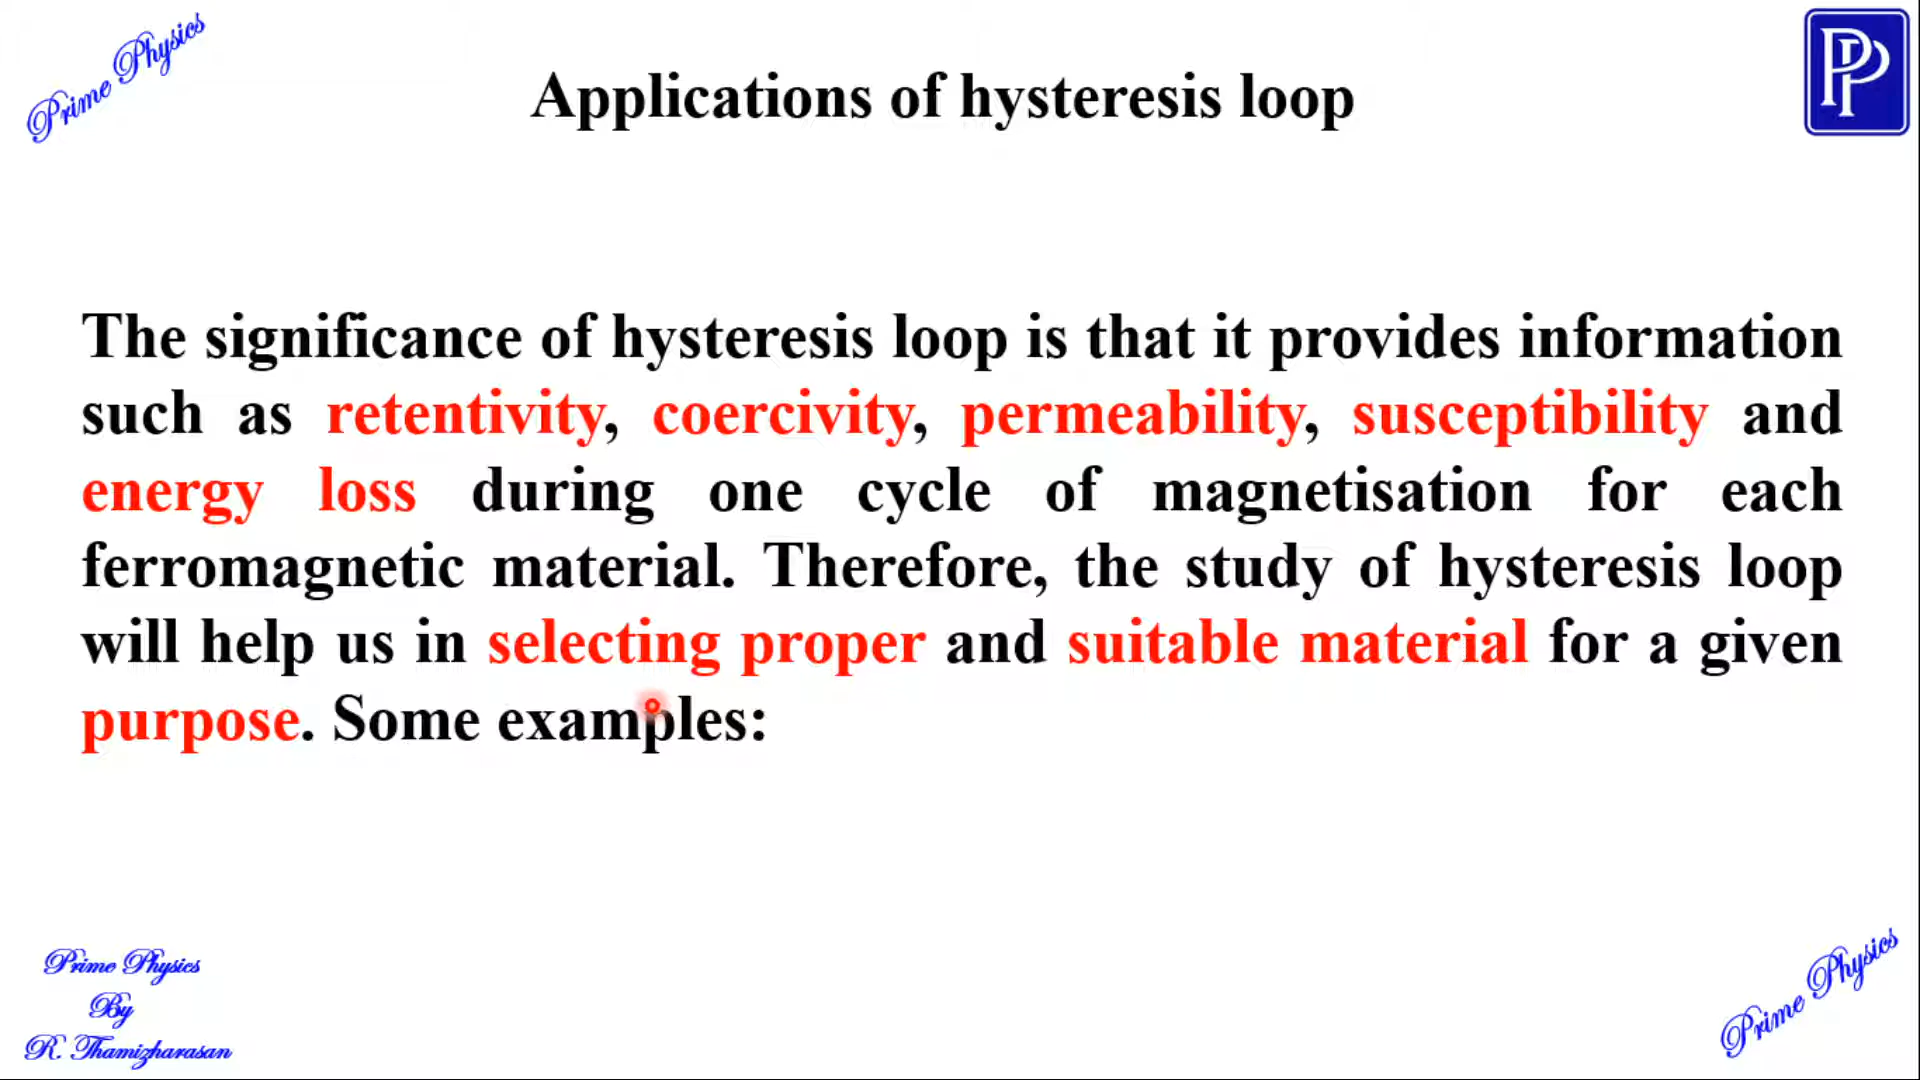 Prime Physics
PP
Applications of hysteresis loop
The significance of hysteresis loop is that it provides information
such as retentivity, coercivity, permeability, susceptibility and
energy loss during one cycle of magnetisation for each
ferromagnetic material. Therefore, the study of hysteresis loop
will help us in selecting proper and suitable material for a given
purpose. Some examples:
Prime Physics
By
R. Thamizharasan
Prime Physics